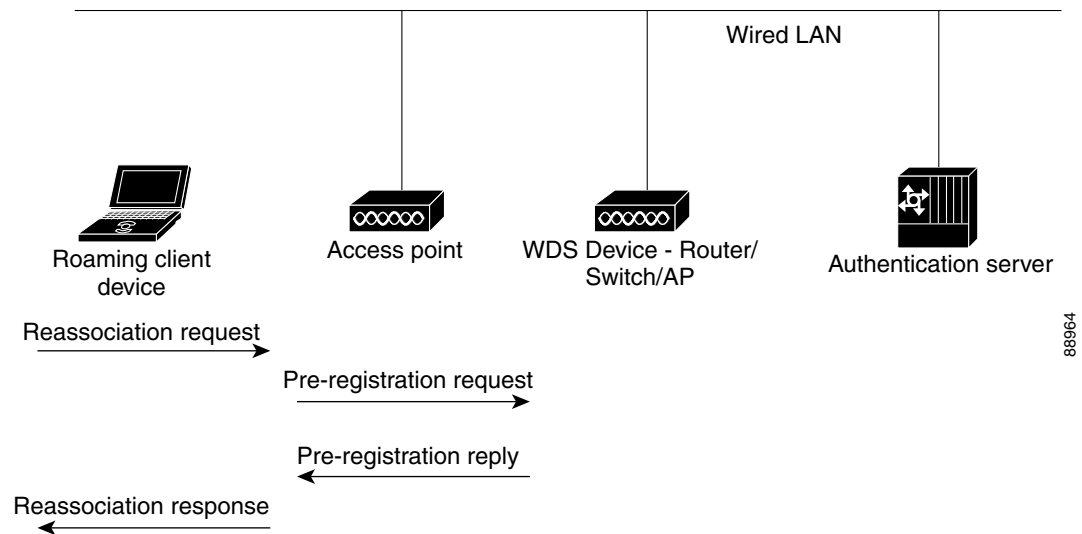 Wired LAN
Roaming client
device
Access point
WDS Device - Router/
Switch/AP
Authentication server
88964
Reassociation request
Pre-registration request
Pre-registration reply
Reassociation response